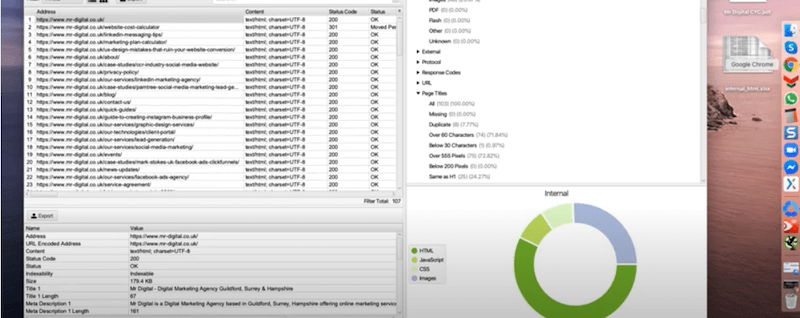 Export
Address Content Status Code Status
1 https://www.mr-digital.co.uk/ text/html; charset=UTF-8 200 OK
2 https://www.mr-digital.co.uk/website-cost-calculator text/html; charset=UTF-8 301 Moved Per
3 https://www.mr-digital.co.uk/linkedin-messaging-tips/ text/html; charset=UTF-8 200 OK
4 https://www.mr-digital.co.uk/marketing-plan-calculator/ text/html; charset=UTF-8 200 OK
5 https://www.mr-digital.co.uk/ux-design-mistakes-that-ruin-your-website-conversion/ text/html; charset=UTF-8 200 OK
6 https://www.mr-digital.co.uk/about/ text/html; charset=UTF-8 200 OK
7 https://www.mr-digital.co.uk/case-studies/ccr-industry-social-media-website/ text/html; charset=UTF-8 200 OK
8 https://www.mr-digital.co.uk/privacy-policy/ text/html; charset=UTF-8 200 OK
9 https://www.mr-digital.co.uk/our-services/linkedin-marketing-agency/ text/html; charset=UTF-8 200 OK
10 https://www.mr-digital.co.uk/case-studies/pamtree-social-media-marketing-lead-ge... text/html; charset=UTF-8 200 OK
11 https://www.mr-digital.co.uk/blog/ text/html; charset=UTF-8 200 OK
12 https://www.mr-digital.co.uk/contact-us/ text/html; charset=UTF-8 200 OK
13 https://www.mr-digital.co.uk/quick-guides/ text/html; charset=UTF-8 200 OK
14 https://www.mr-digital.co.uk/guide-to-creating-instagram-business-profile/ text/html; charset=UTF-8 200 OK
15 https://www.mr-digital.co.uk/our-services/graphic-design-services/ text/html; charset=UTF-8 200 OK
16 https://www.mr-digital.co.uk/our-technologies/client-portal/ text/html; charset=UTF-8 200 OK
17 https://www.mr-digital.co.uk/our-services/lead-generation/ text/html; charset=UTF-8 200 OK
18 https://www.mr-digital.co.uk/our-services/social-media-marketing/ text/html; charset=UTF-8 200 OK
19 https://www.mr-digital.co.uk/events/ text/html; charset=UTF-8 200 OK
20 https://www.mr-digital.co.uk/case-studies/mark-stokes-uk-facebook-ads-clickfunnels/ text/html; charset=UTF-8 200 OK
21 https://www.mr-digital.co.uk/news-updates/ text/html; charset=UTF-8 200 OK
22 https://www.mr-digital.co.uk/our-services/facebook-ads-agency/ text/html; charset=UTF-8 200 OK
23 https://www.mr-digital.co.uk/service-agreement/ text/html; charset=UTF-8 200 OK
Filter Total: 107
Export
Name Value
Address https://www.mr-digital.co.uk/
URL Encoded Address https://www.mr-digital.co.uk/
Content text/html; charset=UTF-8
Status Code 200
Status OK
Indexability Indexable
Size 179.4 KB
Title 1 Mr Digital - Digital Marketing Agency Guildford, Surrey & Hampshire
Title 1 Length 67
Meta Description 1 Mr Digital is a Digital Marketing Agency based in Guildford, Surrey, Hampshire offering online marketing services
Meta Description 1 Length 161
PDF (0) (0.00%)
Flash (0) (0.00%)
Other (0) (0.00%)
Unknown (0) (0.00%)
External
Protocol
Response Codes
URL
Page Titles
All (103) (100.00%)
Missing (0) (0.00%)
Duplicate (8) (7.77%)
Over 60 Characters (74) (71.84%)
Below 30 Characters (1) (0.97%)
Over 555 Pixels (75) (72.82%)
Below 200 Pixels (0) (0.00%)
Same as H1 (25) (24.27%)
Internal
HTML
JavaScript
CSS
Images
Mr Digital CYC.pdf
Google Chrome
internal_html.xlsx